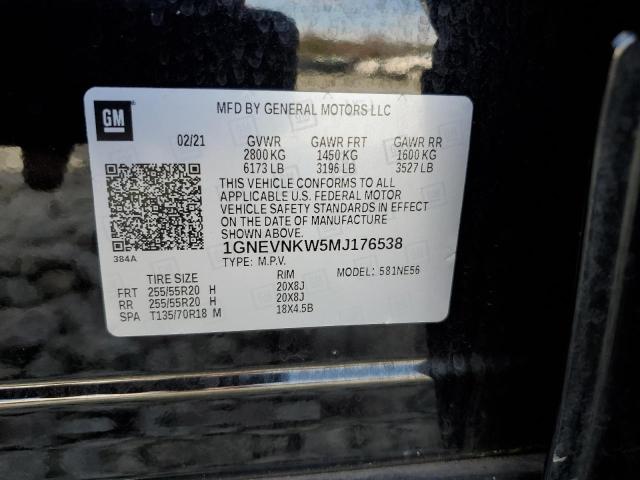 GM
MFD BY GENERAL MOTORS LLC
02/21 GVWR GAWR FRT GAWR RR
2800 KG 1450 KG 1600 KG
6173 LB 3196 LB 3527 LB
THIS VEHICLE CONFORMS TO ALL
APPLICABLE U.S. FEDERAL MOTOR
VEHICLE SAFETY STANDARDS IN EFFECT
ON THE DATE OF MANUFACTURE
SHOWN ABOVE.
384A
1GNEVNKW5MJ176538
TYPE: M.P.V. MODEL: 581NE56
TIRE SIZE RIM
FRT 255/55R20 H 20X8J
RR 255/55R20 H 20X8J
SPA T135/70R18 M 18X4.5B